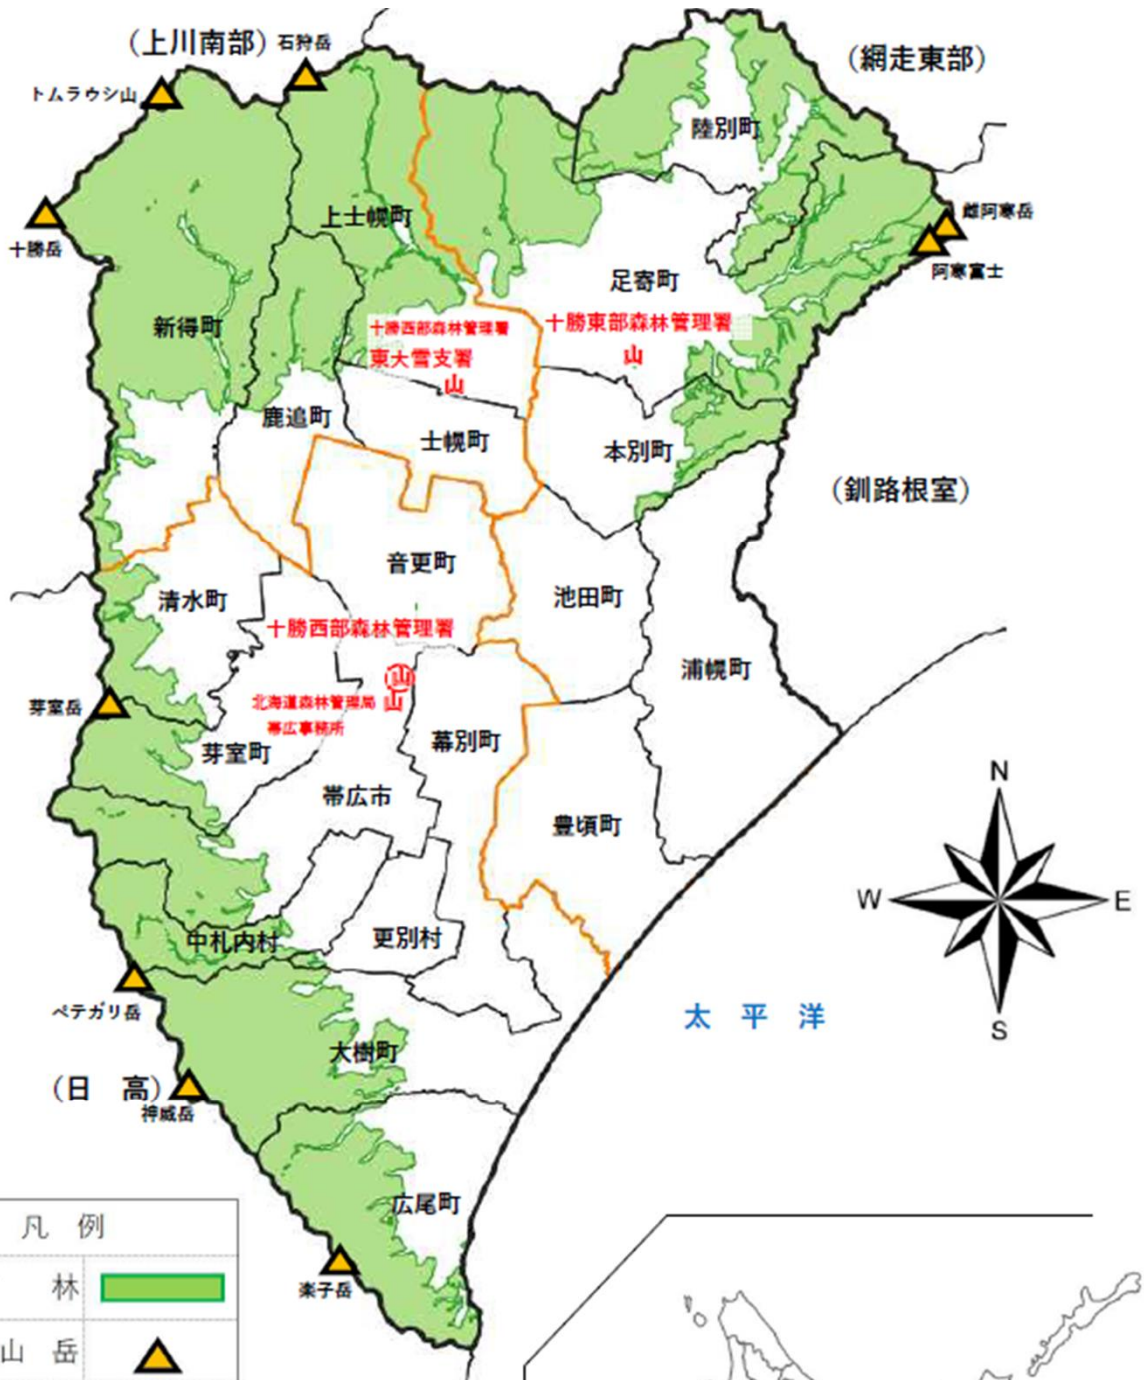 (上川南部)
石狩岳
(網走東部)
トムラウシ山
陸別町
上士幌町
雌阿寒岳
十勝岳
阿寒富士
足寄町
新得町
十勝西部森林管理署
東大雪支署
山
十勝東部森林管理署
山
鹿追町
士幌町
本別町
(釧路根室)
音更町
清水町
池田町
十勝西部森林管理署
山
浦幌町
北海道森林管理局
帯広事務所
山
芽室岳
芽室町
幕別町
帯広市
豊頃町
N
W
E
S
中札内村
更別村
ペテガリ岳
太 平 洋
大樹町
(日 高)
神威岳
広尾町
楽子岳
凡 例
林
山 岳